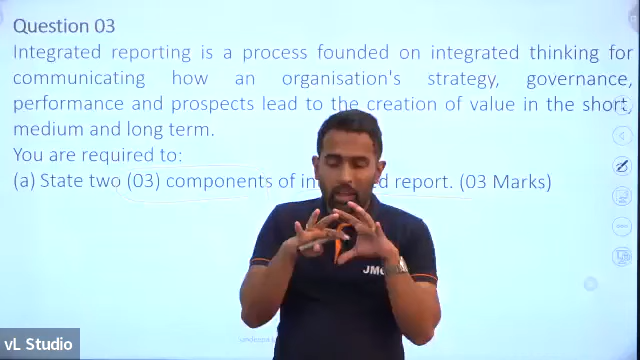 Question 03
Integrated reporting is a process founded on integrated thinking for
communicating how an organisation's strategy, governance,
performance and prospects lead to the creation of value in the short,
medium and long term.
You are required to:
(a) State two (03) components of in d report. (03 Marks)
JMC
vL Studio